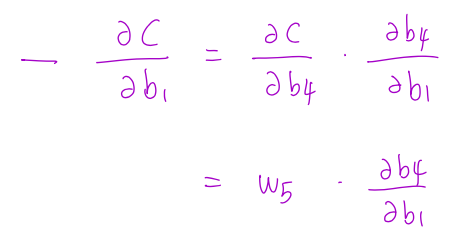 — ∂C/∂b₁ = ∂C/∂b₄ · ∂b₄/∂b₁
= w₅ · ∂b₄/∂b₁